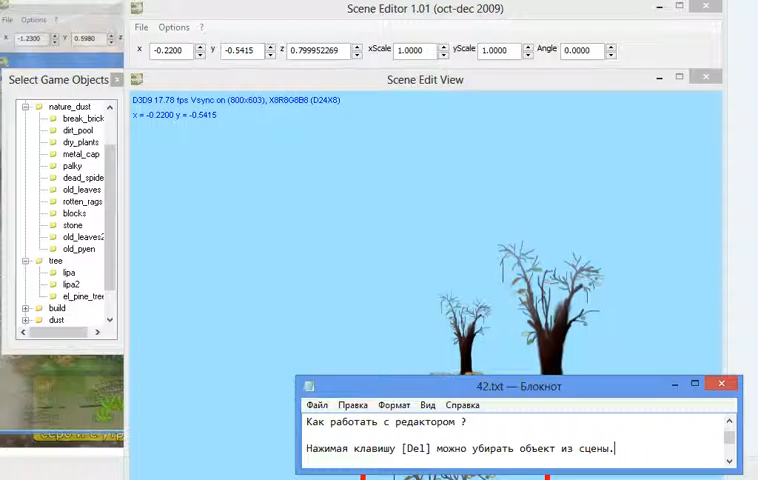 Scene Editor 1.01 (oct-dec 2009)
File Options ?
x -1.2300 y 0.5980 z
File Options ?
x -0.2200 y -0.5415 z 0.799952269 xScale 1.0000 yScale 1.0000 Angle 0.0000
Select Game Objects
Scene Edit View
D3D9 17.78 fps Vsync on (800x603), X8R8G8B8 (D24X8)
x = -0.2200 y = -0.5415
nature_dust
break_brick
dirt_pool
dry_plants
metal_cap
palky
dead_spide
old_leaves
rotten_rags
blocks
stone
old_leaves2
old_pyen
tree
lipa
lipa2
el_pine_tree
build
dust
42.txt — Блокнот
Файл Правка Формат Вид Справка
Как работать с редактором ?
Нажимая клавишу [Del] можно убирать объект из сцены.